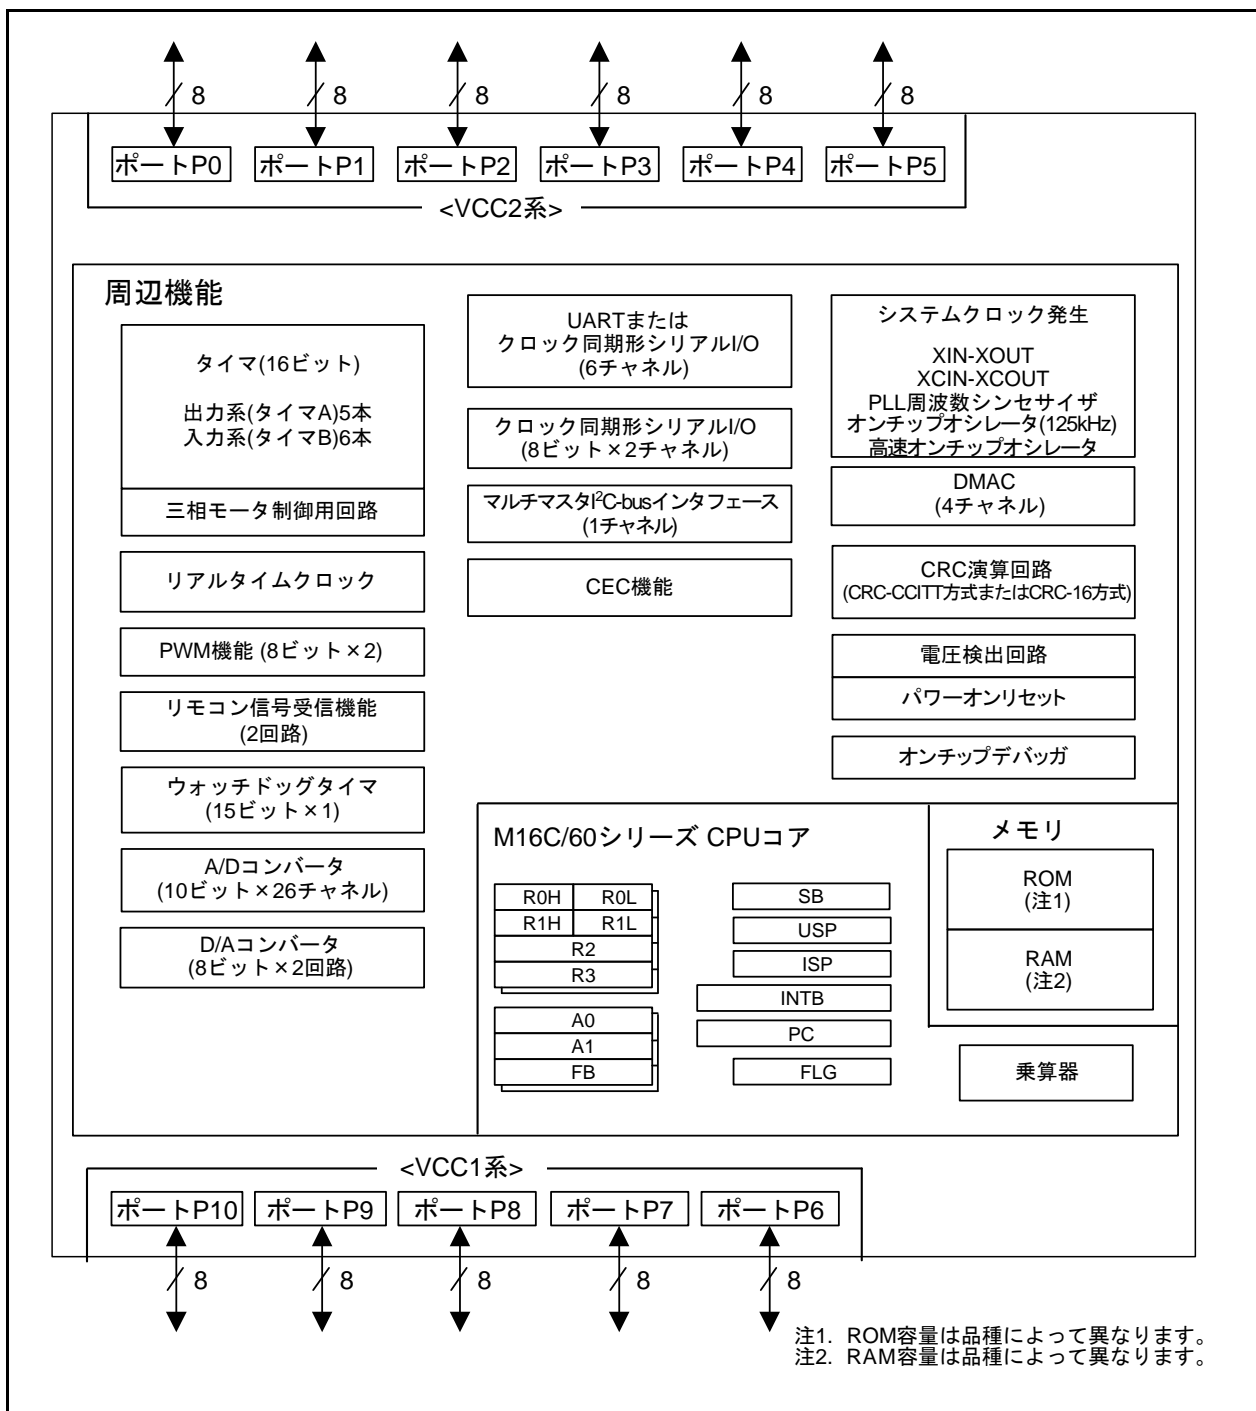 8 8 8 8 8 8
ポートP0 ポートP1 ポートP2 ポートP3 ポートP4 ポートP5
<VCC2系>
周辺機能
タイマ(16ビット)
出力系(タイマA)5本
入力系(タイマB)6本
三相モータ制御用回路
リアルタイムクロック
PWM機能 (8ビット×2)
リモコン信号受信機能
(2回路)
ウォッチドッグタイマ
(15ビット×1)
A/Dコンバータ
(10ビット×26チャネル)
D/Aコンバータ
(8ビット×2回路)
UARTまたは
クロック同期形シリアルI/O
(6チャネル)
クロック同期形シリアルI/O
(8ビット×2チャネル)
マルチマスタI²C-busインタフェース
(1チャネル)
CEC機能
システムクロック発生
XIN-XOUT
XCIN-XCOUT
PLL周波数シンセサイザ
オンチップオシレータ(125kHz)
高速オンチップオシレータ
DMAC
(4チャネル)
CRC演算回路
(CRC-CCITT方式またはCRC-16方式)
電圧検出回路
パワーオンリセット
オンチップデバッガ
M16C/60シリーズ CPUコア
R0H R0L
R1H R1L
R2
R3
A0
A1
FB
SB
USP
ISP
INTB
PC
FLG
メモリ
ROM
(注1)
RAM
(注2)
乗算器
<VCC1系>
ポートP10 ポートP9 ポートP8 ポートP7 ポートP6
8 8 8 8 8
注1. ROM容量は品種によって異なります。
注2. RAM容量は品種によって異なります。